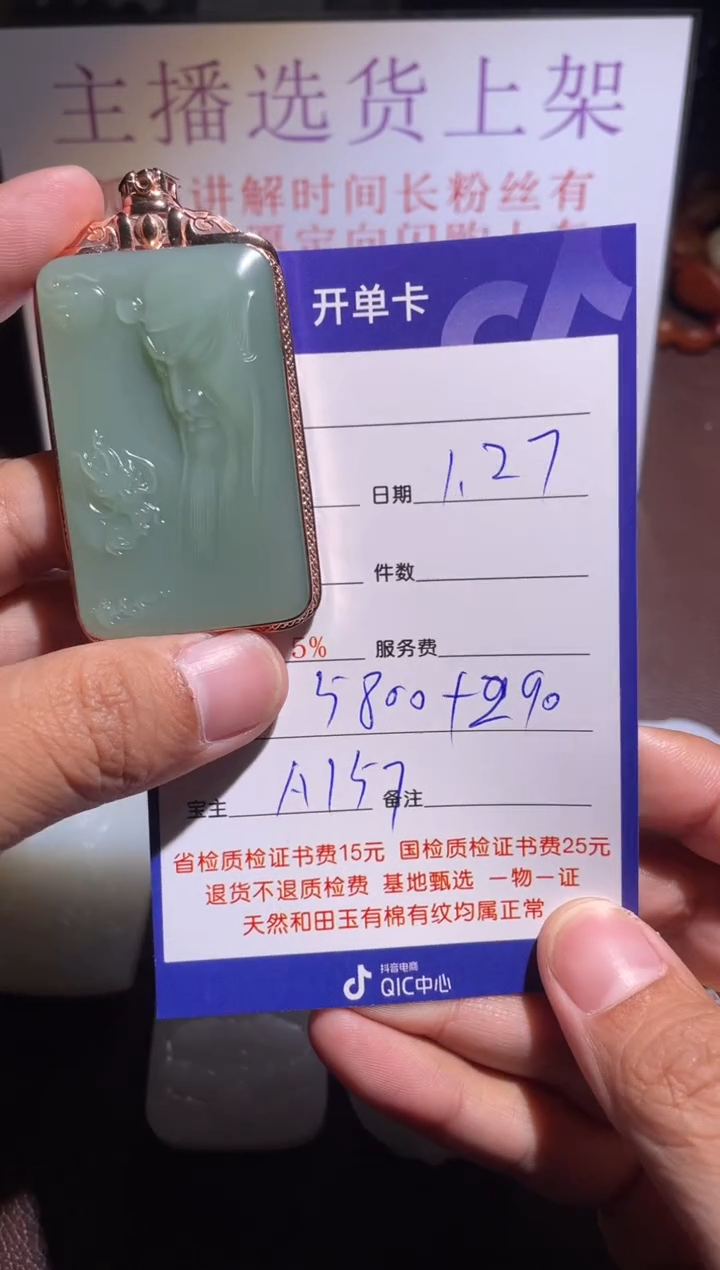 主播选货上架
讲解时间长粉丝有
定向闪购
开单卡
日期 1.27
件数
5% 服务费
5800+290
宝主 A157 备注
省检质检证书费15元 国检质检证书费25元
退货不退质检费 基地甄选 一物一证
天然和田玉有棉有纹均属正常
抖音电商
QIC中心